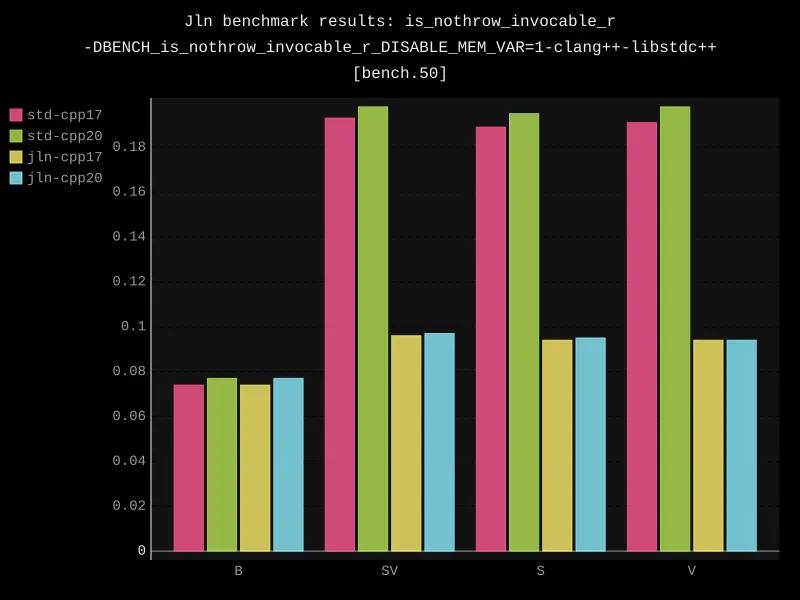 Jln benchmark results: is_nothrow_invocable_r
-DBENCH_is_nothrow_invocable_r_DISABLE_MEM_VAR=1-clang++-libstdc++
[bench.50]
std-cpp17
std-cpp20
jln-cpp17
jln-cpp20
0.18
0.16
0.14
0.12
0.1
0.08
0.06
0.04
0.02
0
B SV S V